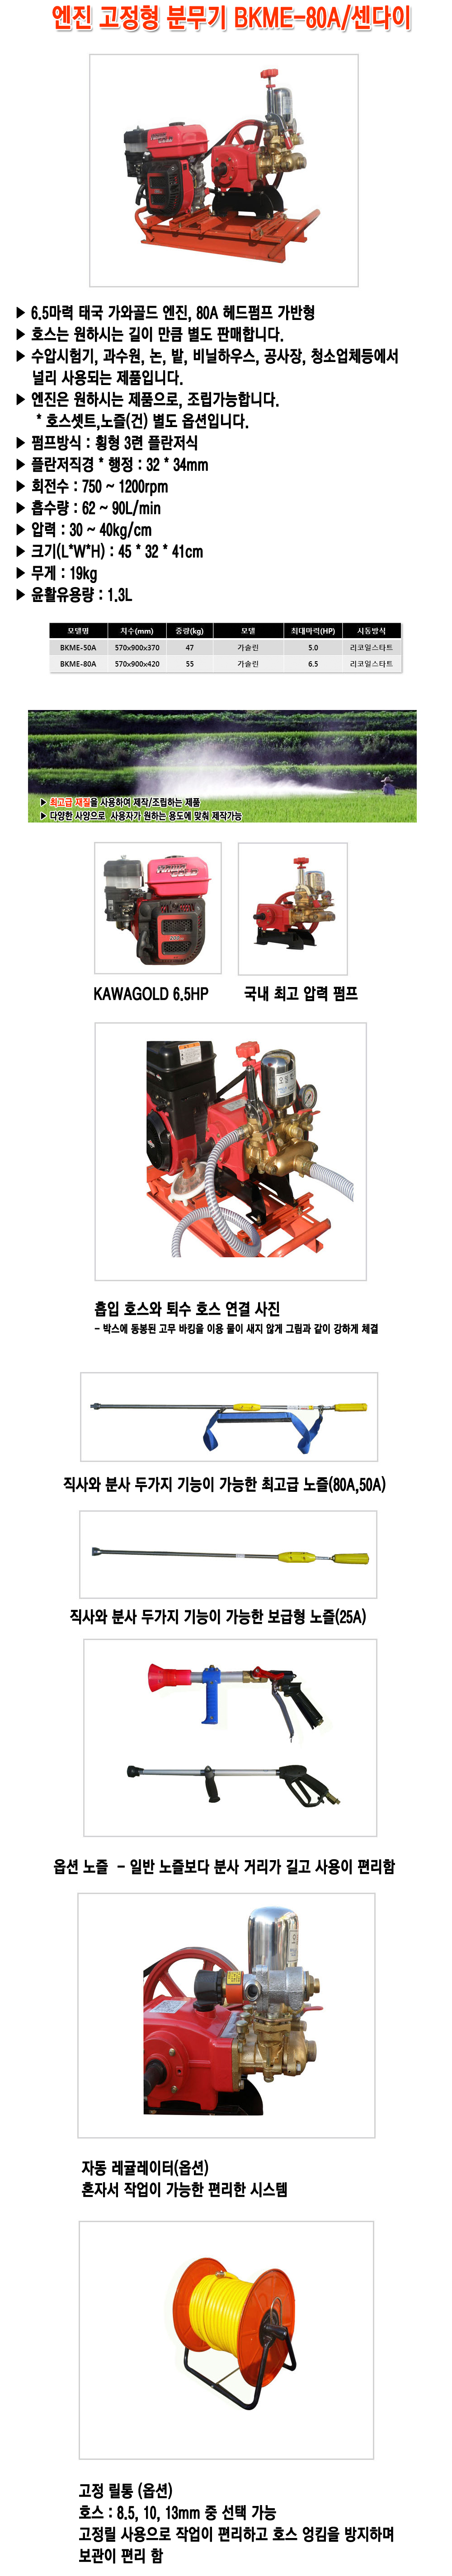 엔진 고정형 분무기 BKME-80A/센다이
▶ 6.5마력 태국 가와골드 엔진, 80A 헤드펌프 가반형
▶ 호스는 원하시는 길이 만큼 별도 판매합니다.
▶ 수압시험기, 과수원, 논, 밭, 비닐하우스, 공사장, 청소업체등에서
널리 사용되는 제품입니다.
▶ 엔진은 원하시는 제품으로, 조립가능합니다.
* 호스셋트,노즐(건) 별도 옵션입니다.
▶ 펌프방식 : 횡형 3련 플란저식
▶ 플란저직경 * 행정 : 32 * 34mm
▶ 회전수 : 750 ~ 1200rpm
▶ 흡수량 : 62 ~ 90L/min
▶ 압력 : 30 ~ 40kg/cm
▶ 크기(L*W*H) : 45 * 32 * 41cm
▶ 무게 : 19kg
▶ 윤활유용량 : 1.3L
모델명 치수(mm) 중량(kg) 모델 최대마력(HP) 시동방식
BKME-50A 570x900x370 47 가솔린 5.0 리코일스타트
BKME-80A 570x900x420 55 가솔린 6.5 리코일스타트
▶ 최고급 재질을 사용하여 제작/조립하는 제품
▶ 다양한 사양으로 사용자가 원하는 용도에 맞춰 제작가능
KAWAGOLD 6.5HP
국내 최고 압력 펌프
흡입 호스와 퇴수 호스 연결 사진
- 박스에 동봉된 고무 바킹을 이용 물이 새지 않게 그림과 같이 강하게 체결
직사와 분사 두가지 기능이 가능한 최고급 노즐(80A,50A)
직사와 분사 두가지 기능이 가능한 보급형 노즐(25A)
옵션 노즐 - 일반 노즐보다 분사 거리가 길고 사용이 편리함
자동 레귤레이터(옵션)
혼자서 작업이 가능한 편리한 시스템
고정 릴통 (옵션)
호스 : 8.5, 10, 13mm 중 선택 가능
고정릴 사용으로 작업이 편리하고 호스 엉킴을 방지하며
보관이 편리 함